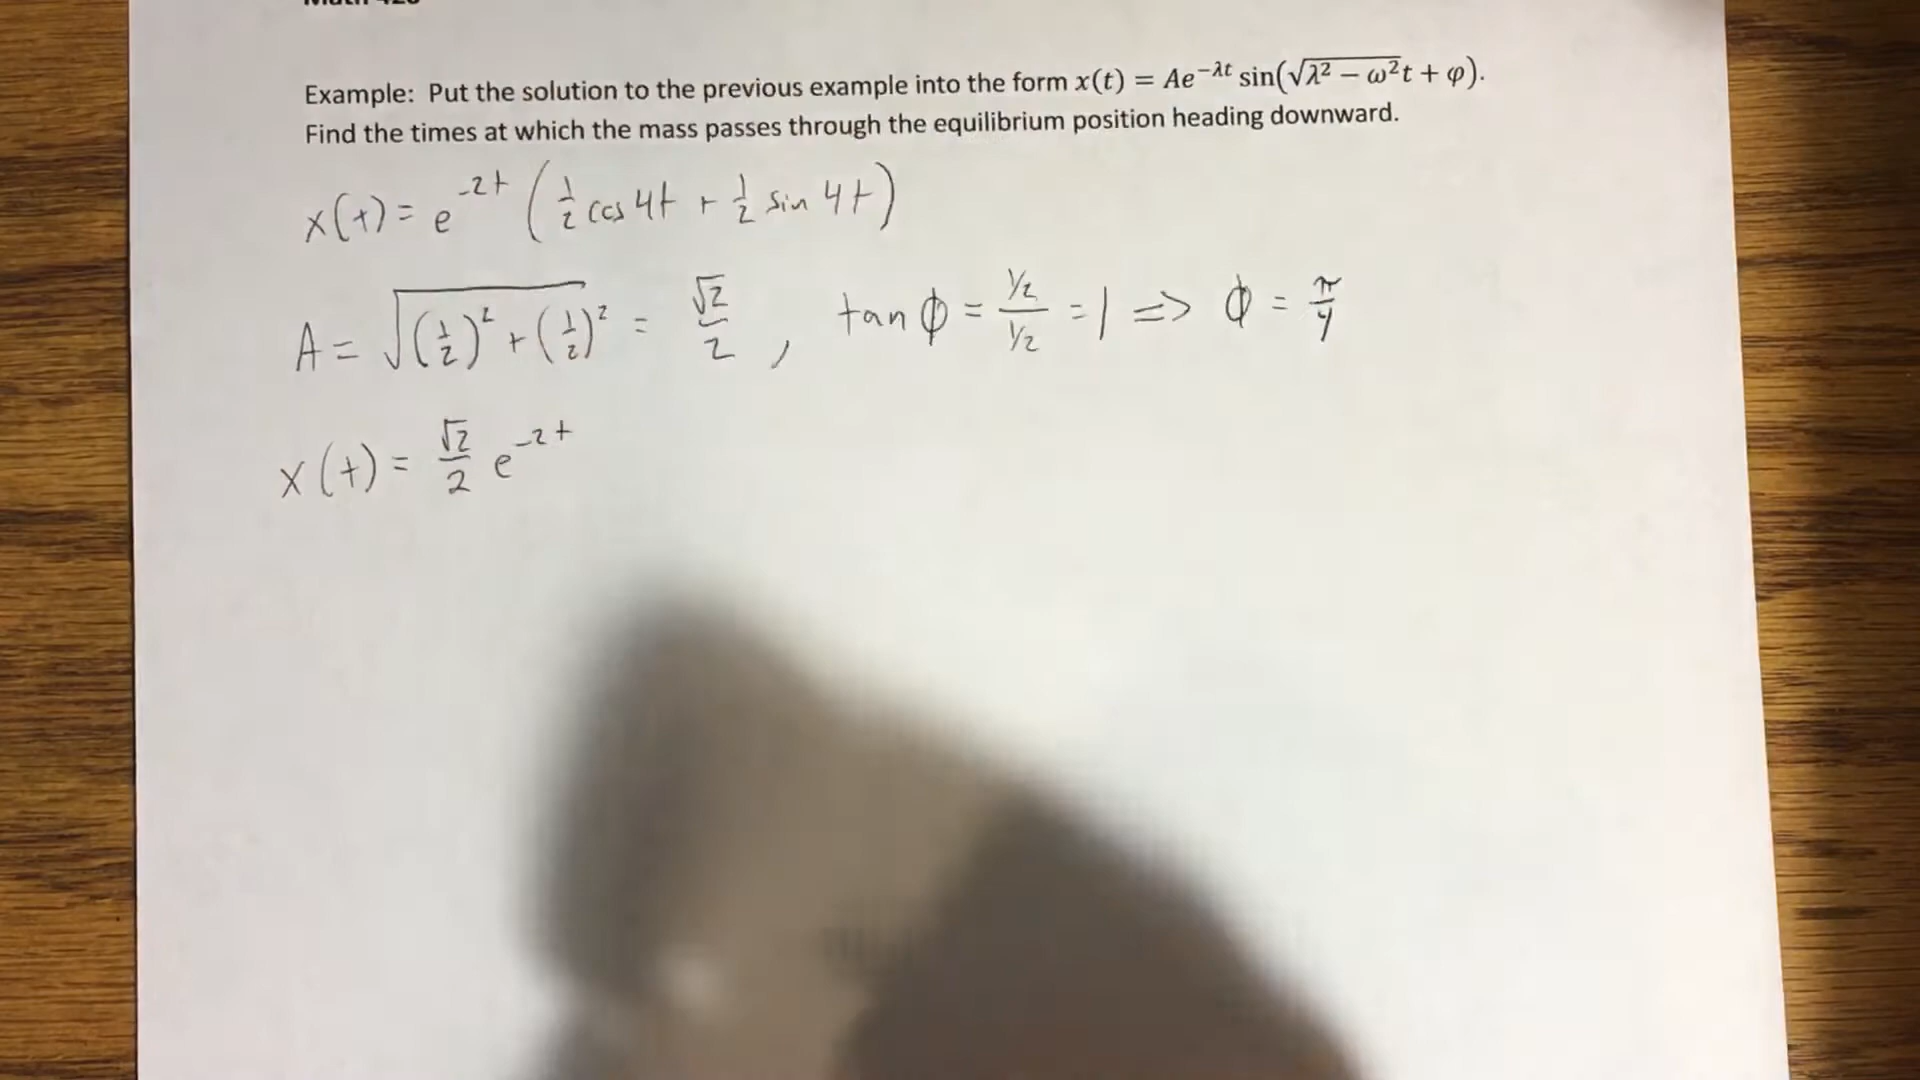 Example: Put the solution to the previous example into the form x(t) = Ae^{−λt} sin(√(λ² − ω²)t + φ).
Find the times at which the mass passes through the equilibrium position heading downward.
x(t) = e^{-2t} (1/2 cos 4t + 1/2 sin 4t)
A = √((1/2)² + (1/2)²) = √2/2 , tan ϕ = ½/½ = 1 => ϕ = π/4
x(t) = √2/2 e^{-2t}